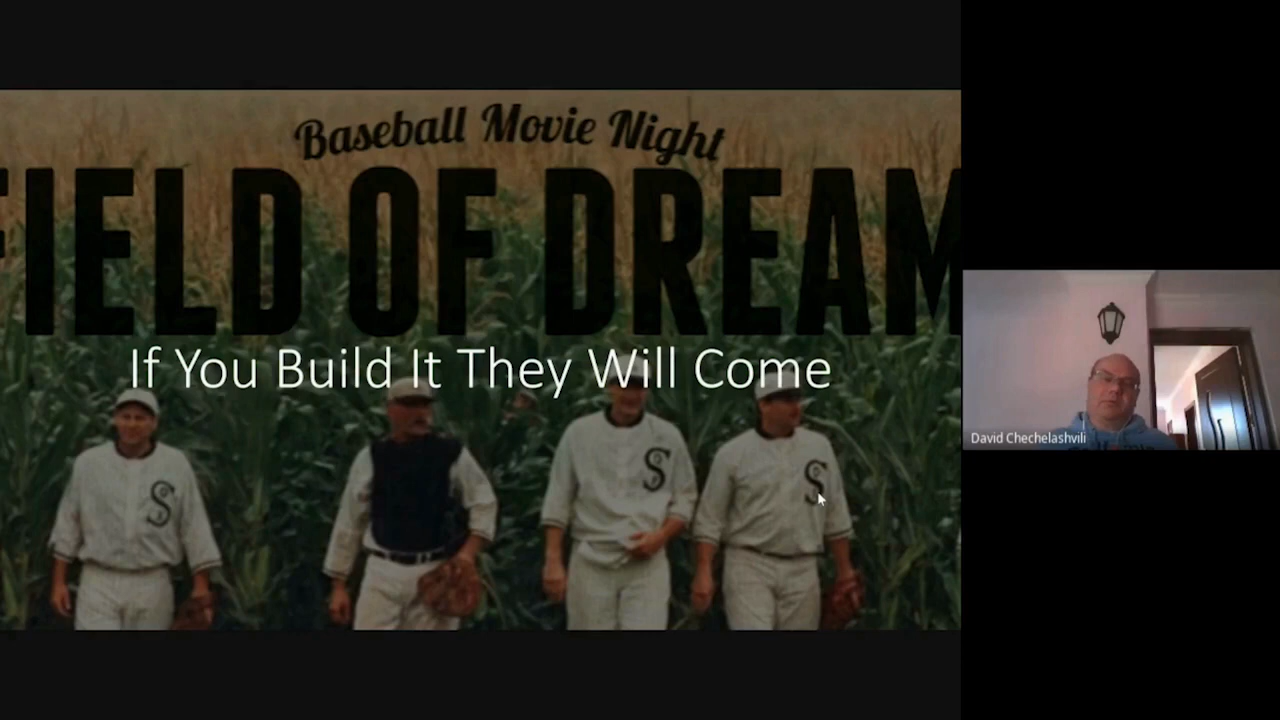 Baseball Movie Night
FIELD OF DREAM
If You Build It They Will Come
S
S
S
David Chechelashvili